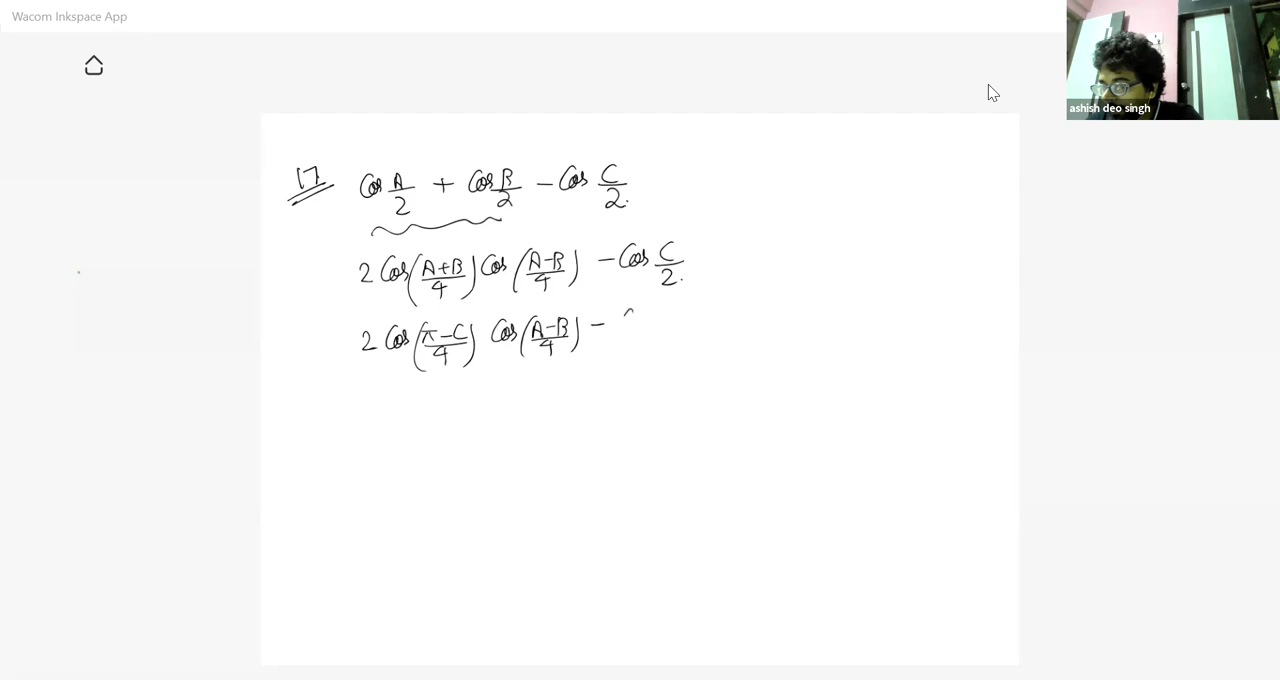 Wacom Inkspace App
ashish deo singh
17 Cos A/2 + Cos B/2 - Cos C/2.
2 Cos(A+B/4) Cos(A-B/4) - Cos C/2.
2 Cos(π-C/4) Cos(A-B/4) -